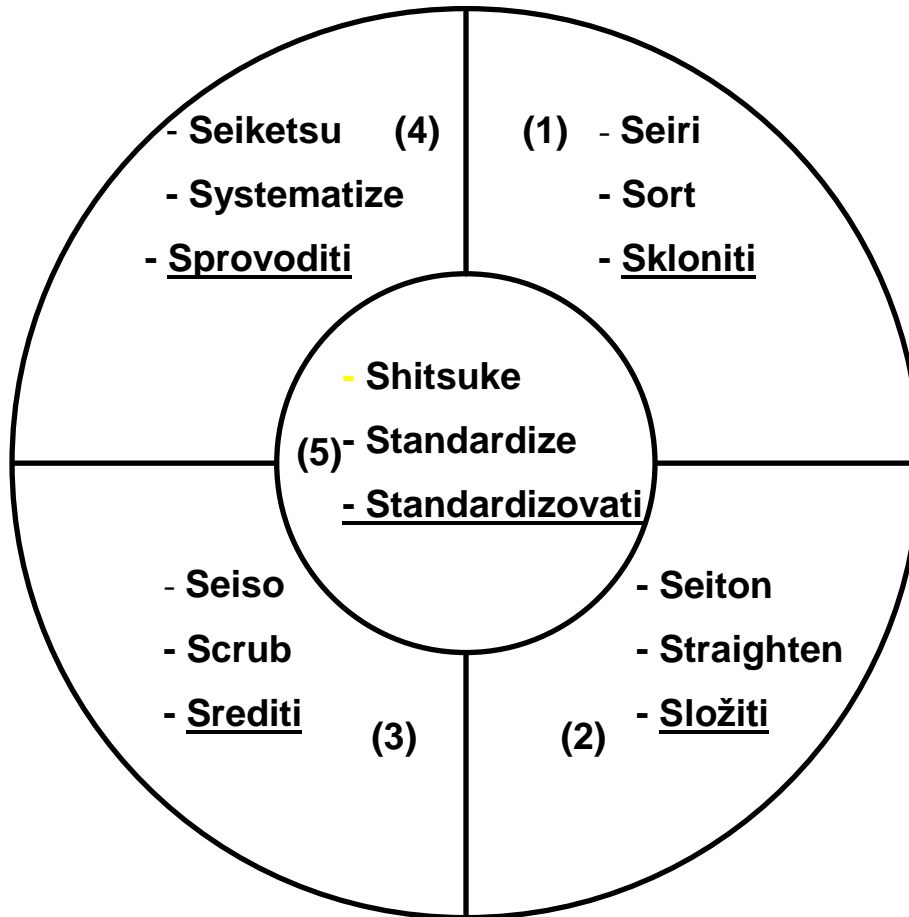 (1) - Seiri
- Sort
- Skloniti
- Seiton
- Straighten
(2) - Složiti
- Seiso
- Scrub
- Srediti
(3)
- Seiketsu (4)
- Systematize
- Sprovoditi
- Shitsuke
(5) - Standardize
- Standardizovati